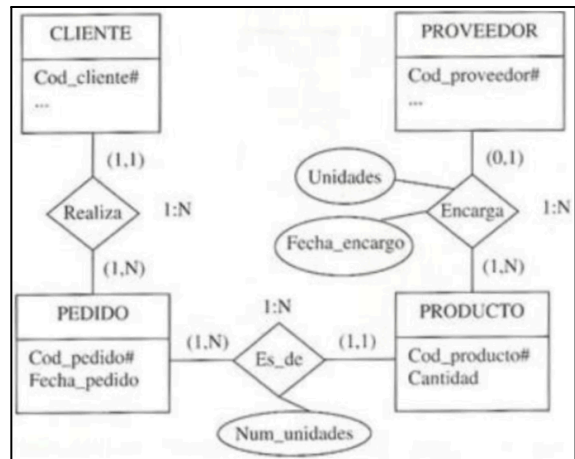 CLIENTE
Cod_cliente#
...
PROVEEDOR
Cod_proveedor#
...
(1,1)
(0,1)
Unidades
Realiza
1:N
Encarga
1:N
Fecha_encargo
(1,N)
(1,N)
PEDIDO
Cod_pedido#
Fecha_pedido
1:N
(1,N)
Es_de
(1,1)
PRODUCTO
Cod_producto#
Cantidad
Num_unidades